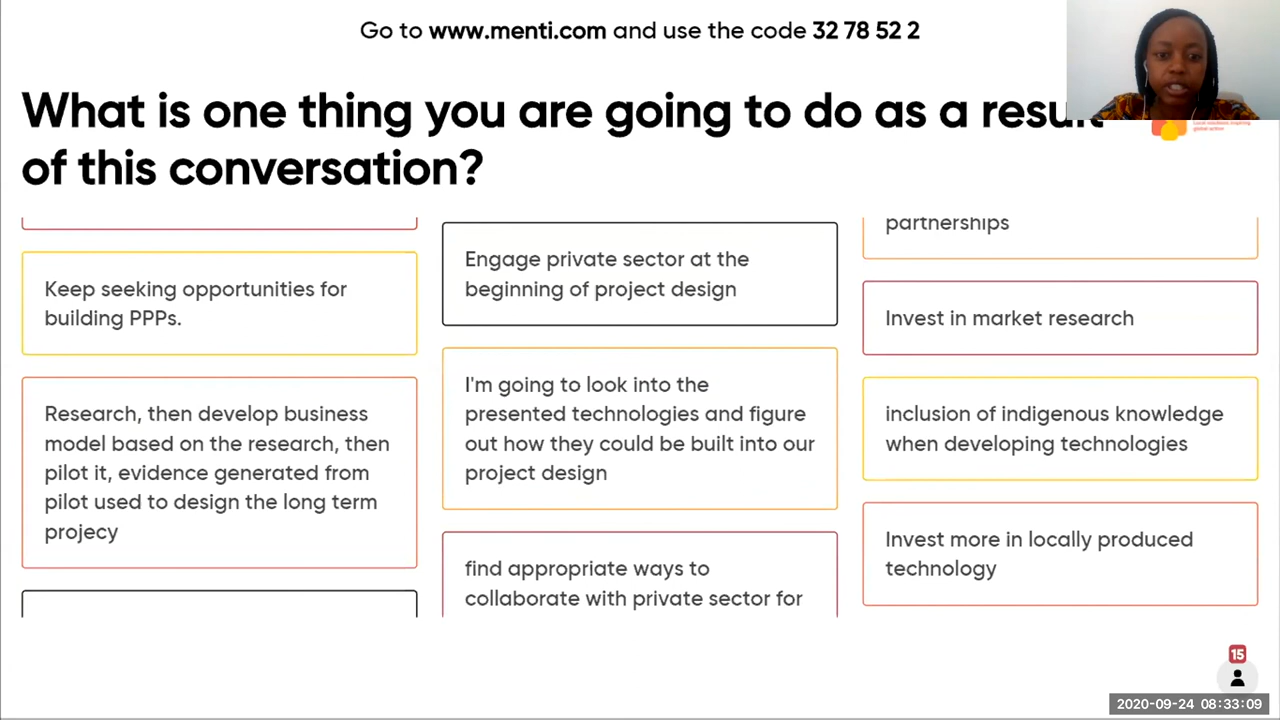 Go to www.menti.com and use the code 32 78 52 2
What is one thing you are going to do as a result
of this conversation?
Keep seeking opportunities for
building PPPs.
Research, then develop business
model based on the research, then
pilot it, evidence generated from
pilot used to design the long term
projecy
Engage private sector at the
beginning of project design
I'm going to look into the
presented technologies and figure
out how they could be built into our
project design
find appropriate ways to
collaborate with private sector for
partnerships
Invest in market research
inclusion of indigenous knowledge
when developing technologies
Invest more in locally produced
technology
global action
15
2020-09-24 08:33:09